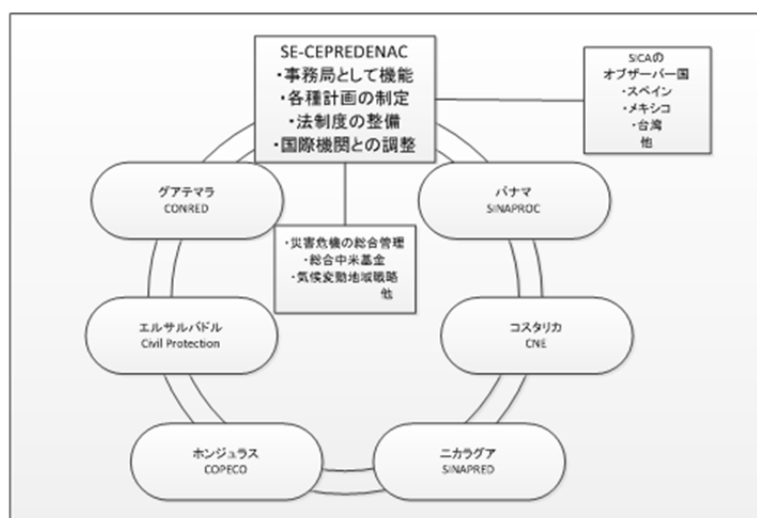 SE-CEPREDENAC
・事務局として機能
・各種計画の制定
・法制度の整備
・国際機関との調整
SICAの
オブザーバー国
・スペイン
・メキシコ
・台湾
他
グアテマラ
CONRED
パナマ
SINAPROC
・災害危機の総合管理
・総合中米基金
・気候変動地域戦略
他
エルサルバドル
Civil Protection
コスタリカ
CNE
ホンジュラス
COPECO
ニカラグア
SINAPRED